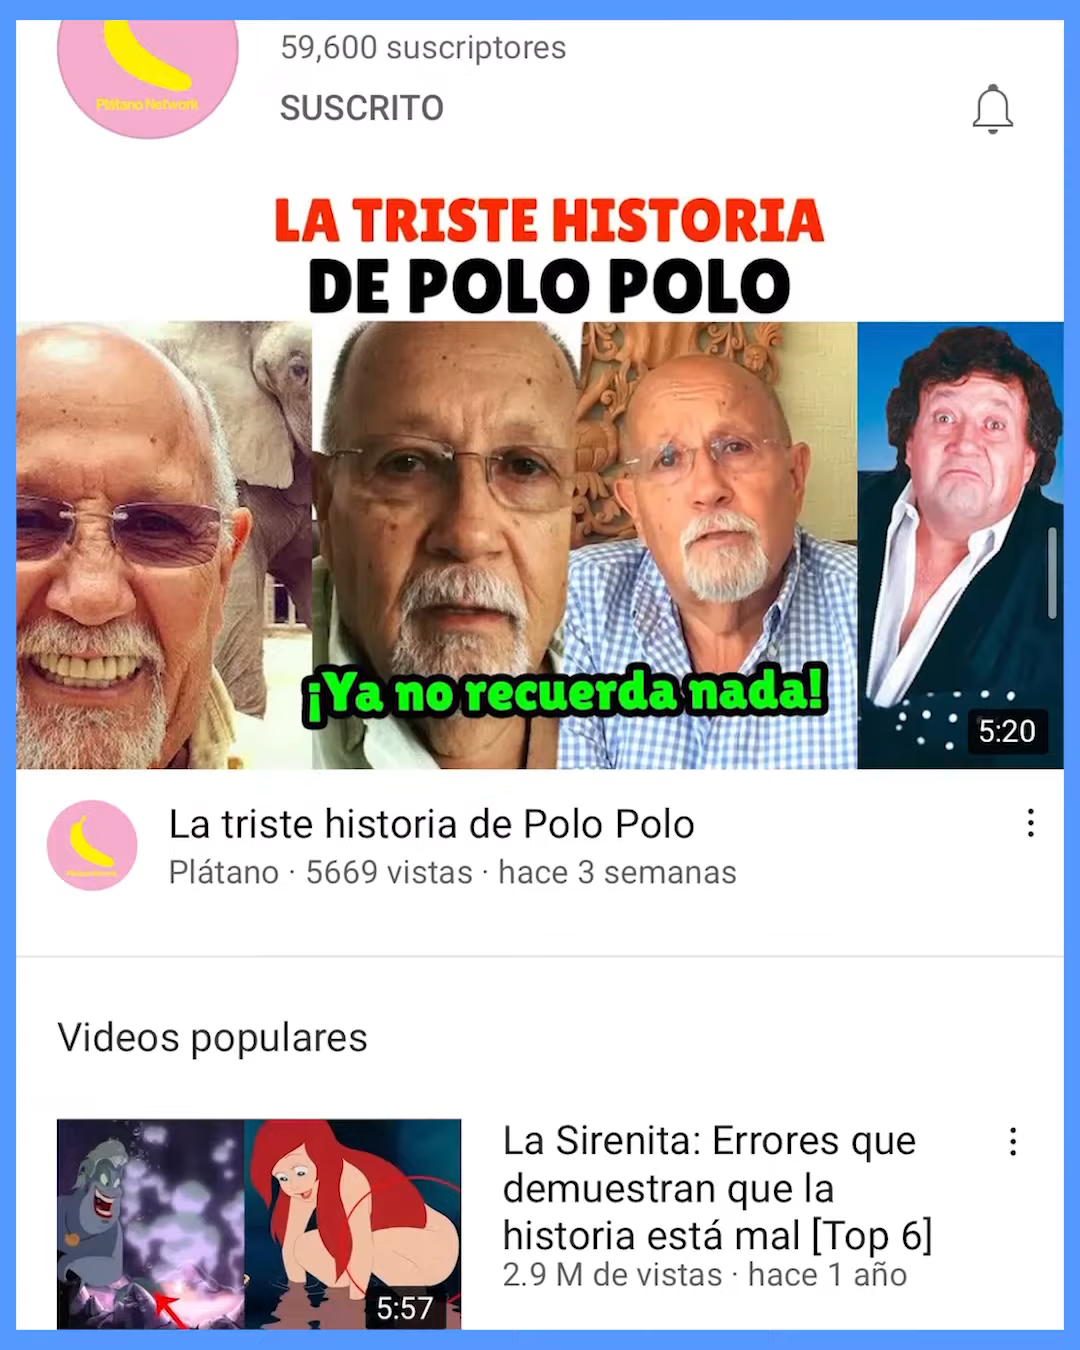 Plátano Network
59,600 suscriptores
SUSCRITO
LA TRISTE HISTORIA
DE POLO POLO
¡Ya no recuerda nada!
5:20
La triste historia de Polo Polo
Plátano · 5669 vistas · hace 3 semanas
Videos populares
La Sirenita: Errores que
demuestran que la
historia está mal [Top 6]
2.9 M de vistas · hace 1 año
5:57